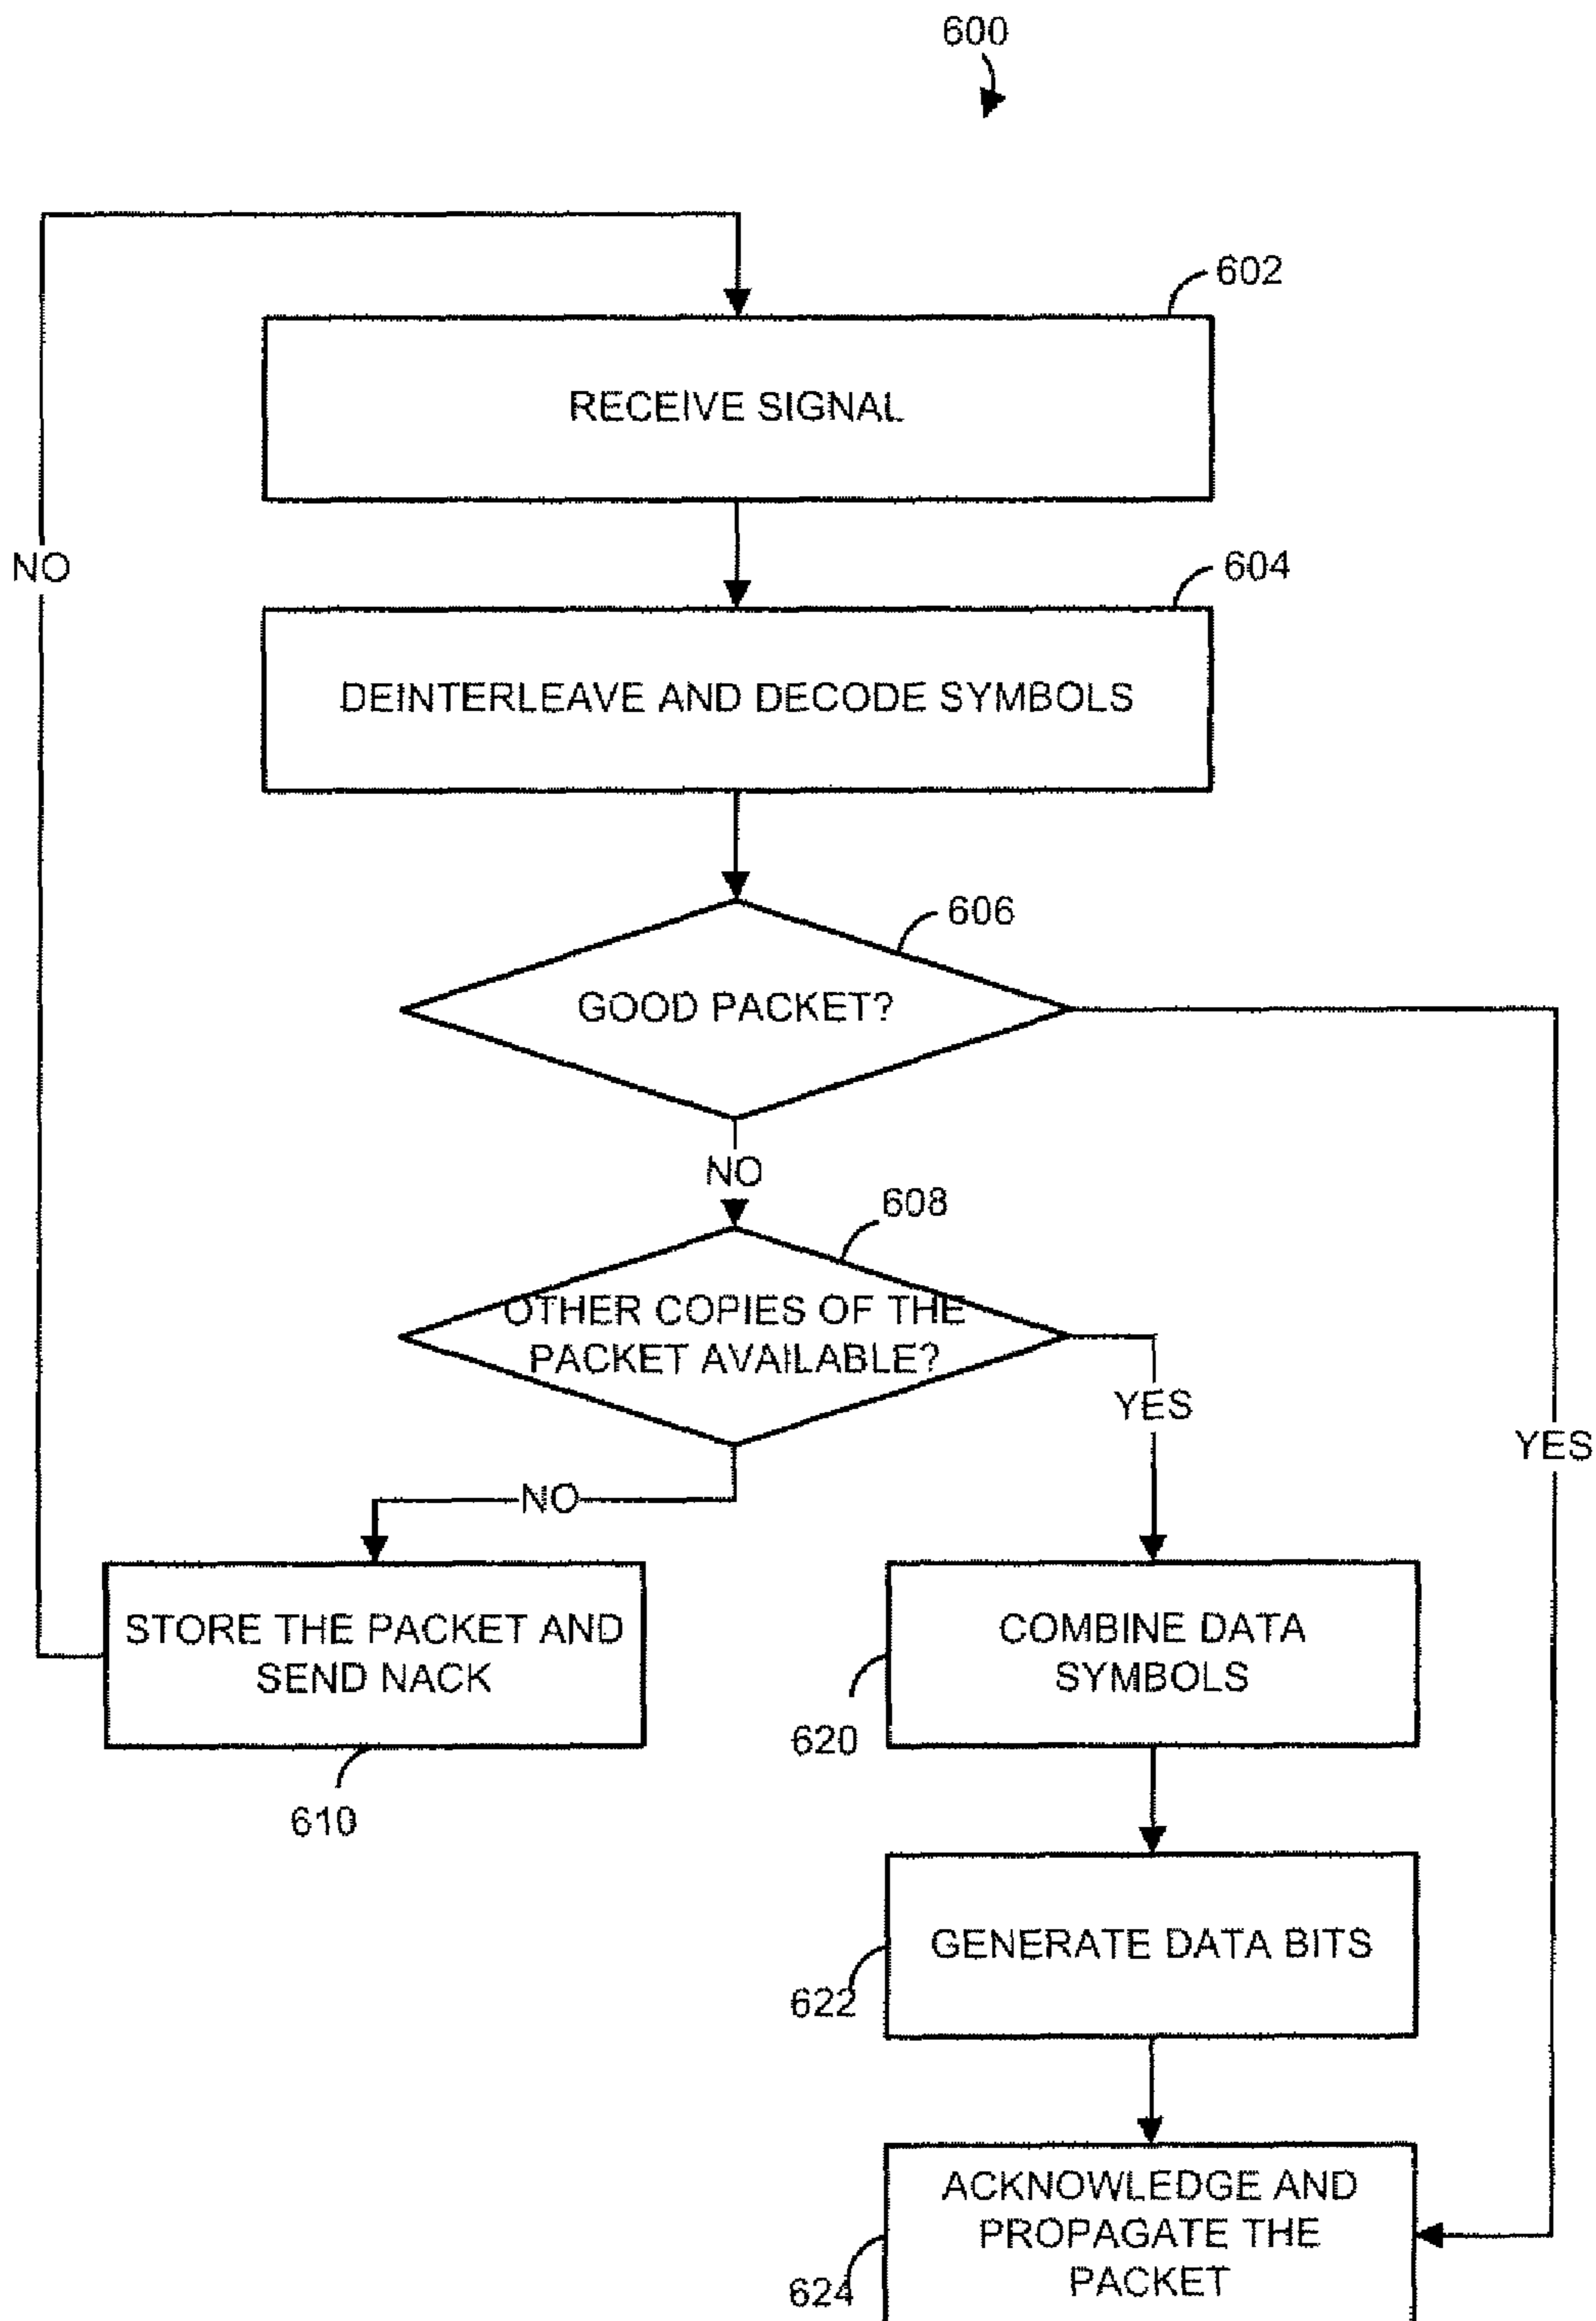 600
602
RECEIVE SIGNAL
NO
604
DEINTERLEAVE AND DECODE SYMBOLS
606
GOOD PACKET?
NO
608
OTHER COPIES OF THE
PACKET AVAILABLE?
YES
YES
NO
STORE THE PACKET AND
SEND NACK
610
COMBINE DATA
SYMBOLS
620
GENERATE DATA BITS
622
ACKNOWLEDGE AND
PROPAGATE THE
PACKET
624